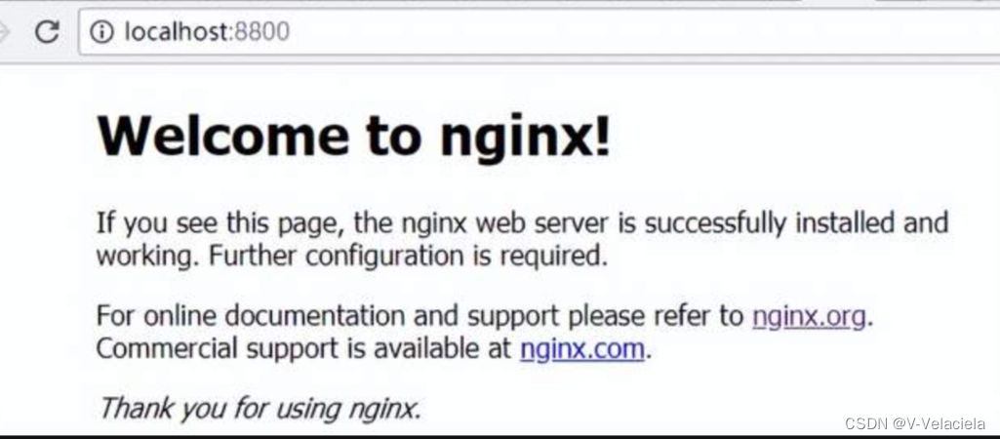 localhost:8800
Welcome to nginx!
If you see this page, the nginx web server is successfully installed and
working. Further configuration is required.
For online documentation and support please refer to nginx.org.
Commercial support is available at nginx.com.
Thank you for using nginx.
CSDN @V-Velaciela